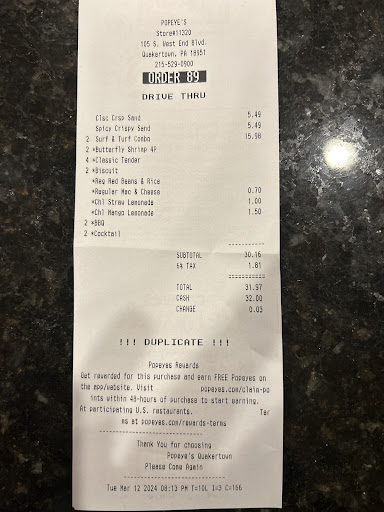 POPEYE'S
Store#11320
105 S. West End Blvd.
Quakertown, PA 18951
215-529-0900
ORDER 89
DRIVE THRU
Clsc Crsp Sand 5.49
Spicy Crispy Sand 5.49
2 Surf & Turf Combo 15.98
2 *Butterfly Shrimp 4P
4 *Classic Tender
2 *Biscuit
*Reg Red Beans & Rice
*Regular Mac & Cheese 0.70
*Chl Straw Lemonade 1.00
*Chl Mango Lemonade 1.50
2 *BBQ
2 *Cocktail
SUBTOTAL 30.16
6% TAX 1.81
TOTAL 31.97
CASH 32.00
CHANGE 0.03
!!! DUPLICATE !!!
Popeyes Rewards
Get rewarded for this purchase and earn FREE Popeyes on
the app/website. Visit popeyes.com/claim-po
ints within 48-hours of purchase to start earning.
At participating U.S. restaurants. Ter
ms at popeyes.com/rewards-terms
Thank You for choosing
Popeye's Quakertown
Please Come Again
Tue Mar 12 2024 08:13 PM T=10L I=3 C=166